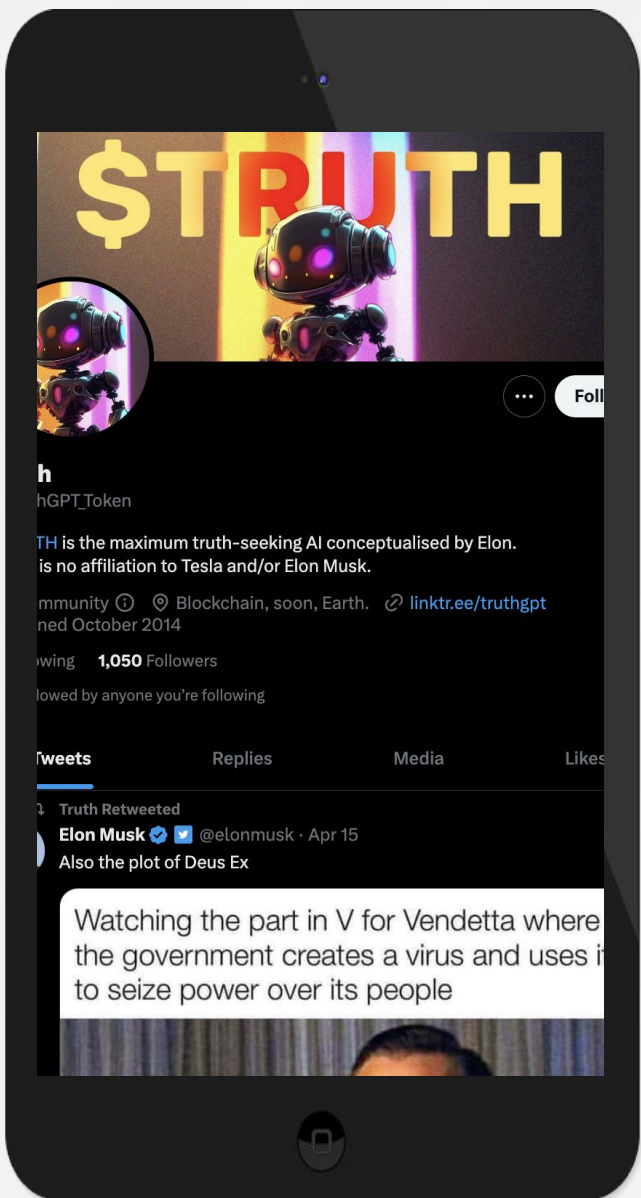 $TRUTH
Foll
h
hGPT_Token
TH is the maximum truth-seeking AI conceptualised by Elon.
is no affiliation to Tesla and/or Elon Musk.
mmunity Blockchain, soon, Earth. linktr.ee/truthgpt
ned October 2014
wing 1,050 Followers
lowed by anyone you’re following
Tweets Replies Media Likes
Truth Retweeted
Elon Musk @elonmusk · Apr 15
Also the plot of Deus Ex
Watching the part in V for Vendetta where
the government creates a virus and uses it
to seize power over its people